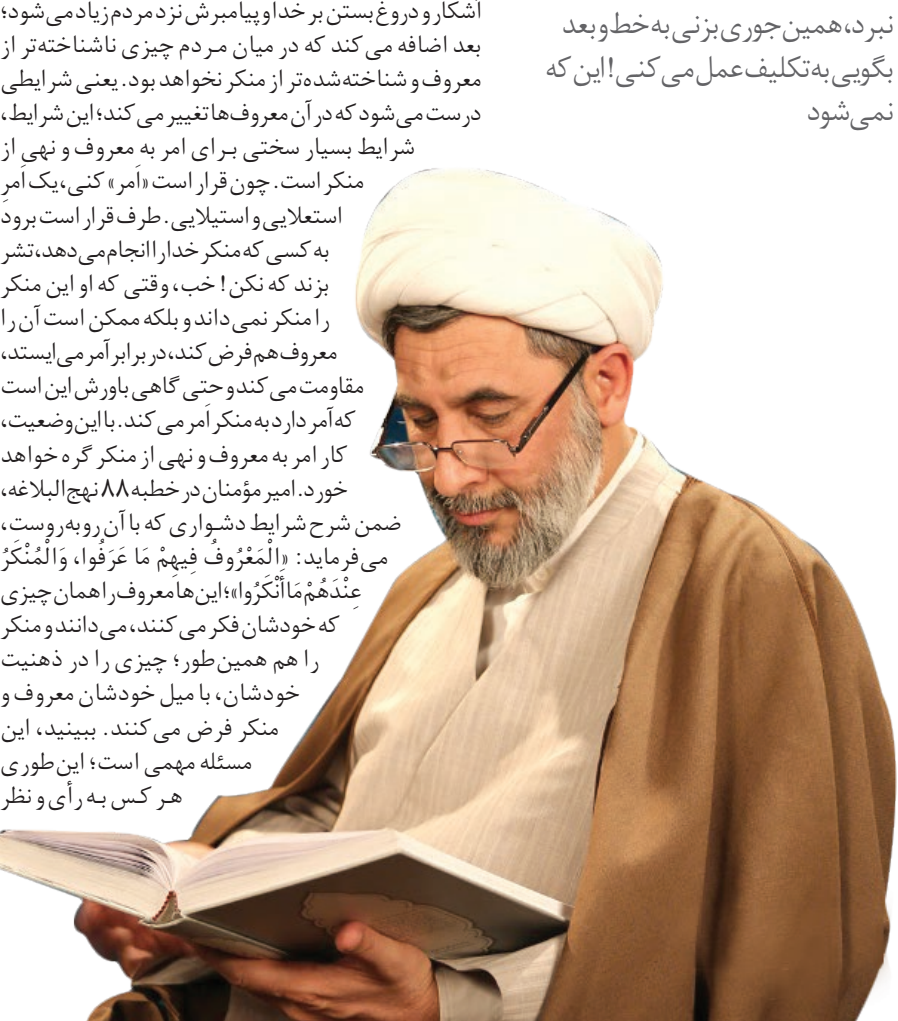 نبرد، همین‌جوری بزنی به خط و بعد
بگویی به تکلیف عمل می‌کنی! این که
نمی‌شود
آشکار و دروغ بستن بر خدا و پیامبرش نزد مردم زیاد می‌شود؛
بعد اضافه می‌کند که در میان مردم چیزی ناشناخته‌تر از
معروف و شناخته‌شده‌تر از منکر نخواهد بود. یعنی شرایطی
درست می‌شود که در آن معروف‌ها تغییر می‌کند؛ این شرایط،
شرایط بسیار سختی برای امر به معروف و نهی از
منکر است. چون قرار است «اَمر» کنی، یک اَمرِ
استعلایی و استیلایی. طرف قرار است برود
به کسی که منکر خدا را انجام می‌دهد، تشر
بزند که نکن! خب، وقتی که او این منکر
را منکر نمی‌داند و بلکه ممکن است آن را
معروف هم فرض کند، در برابر آمر می‌ایستد،
مقاومت می‌کند و حتی گاهی باورش این است
که آمر دارد به منکر اَمر می‌کند. با این وضعیت،
کار امر به معروف و نهی از منکر گره خواهد
خورد. امیر مؤمنان در خطبه ۸۸ نهج‌البلاغه،
ضمن شرح شرایط دشواری که با آن روبه‌روست،
می‌فرماید: «الْمَعْرُوفُ فِیهِمْ مَا عَرَفُوا، وَالْمُنْکَرُ
عِنْدَهُمْ مَا أَنْکَرُوا»؛ این‌ها معروف را همان چیزی
که خودشان فکر می‌کنند، می‌دانند و منکر
را هم همین‌طور؛ چیزی را در ذهنیت
خودشان، با میل خودشان معروف و
منکر فرض می‌کنند. ببینید، این
مسئله مهمی است؛ این‌طوری
هر کس به رأی و نظر